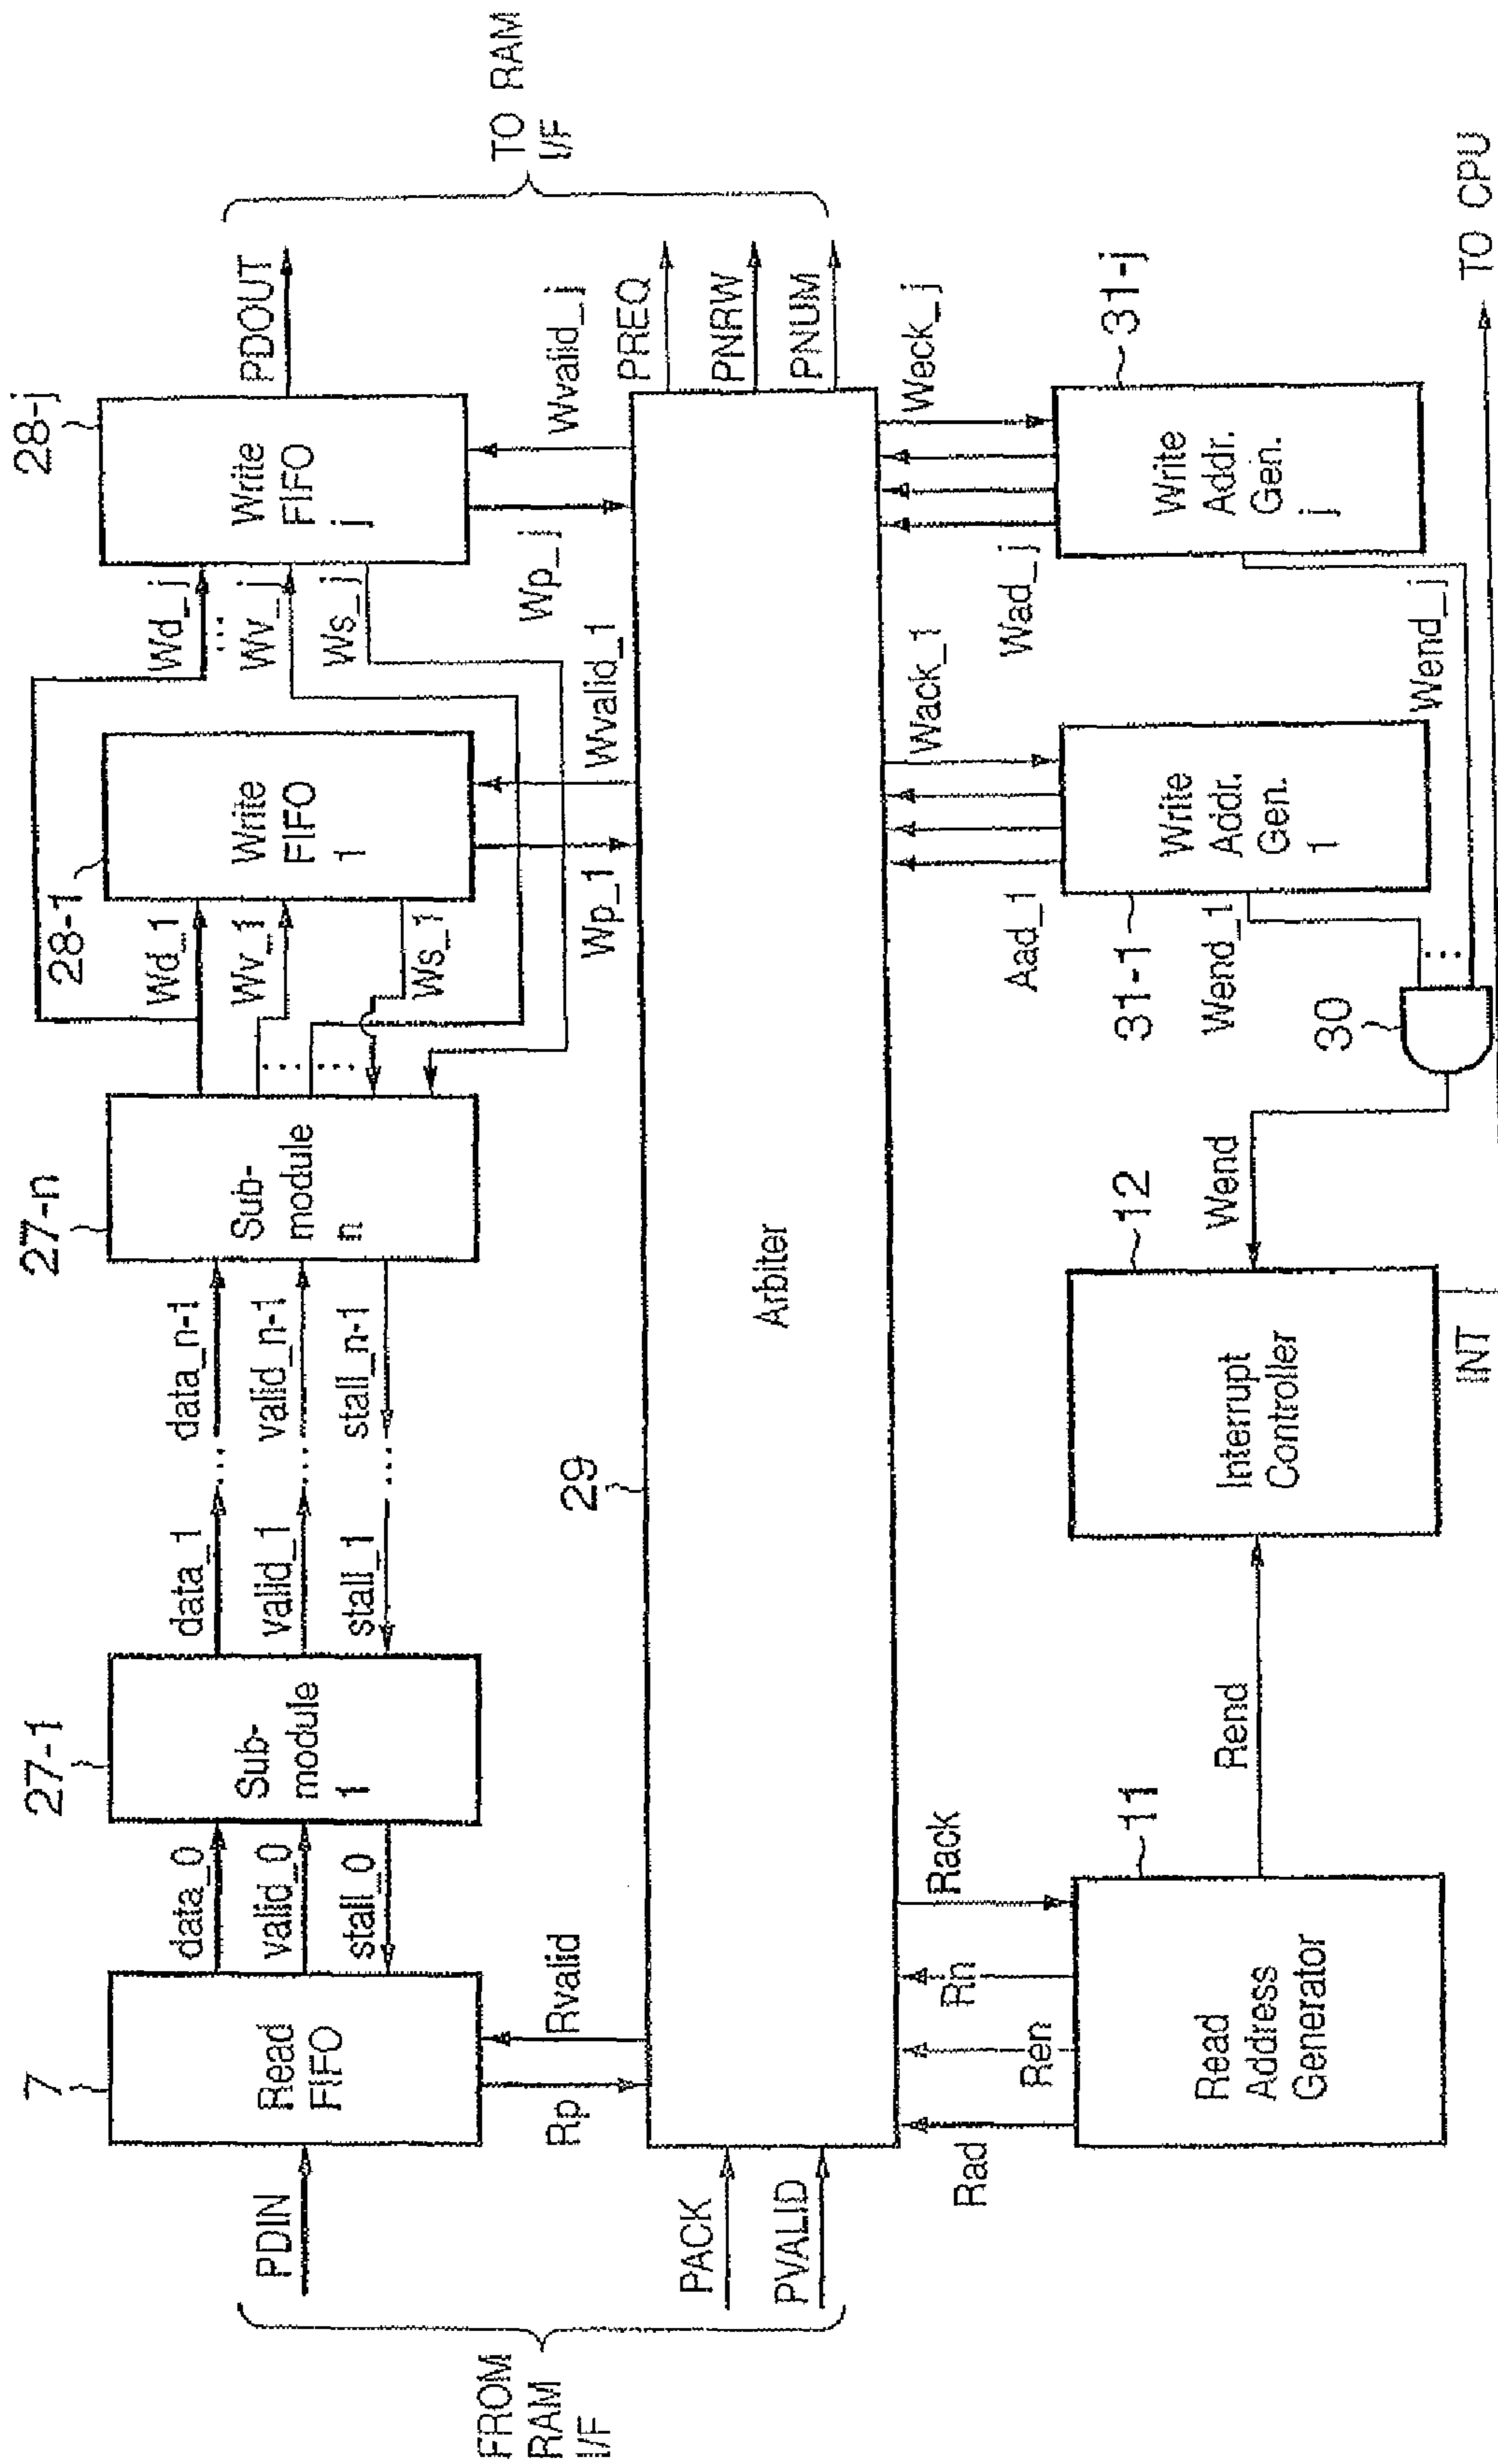 FROM
RAM
I/F
PDIN
PACK
PVALID
7
Read
FIFO
data_0
valid_0
stall_0
27-1
Sub-
module
1
data_1
valid_1
stall_1
...
...
...
data_n-1
valid_n-1
stall_n-1
27-n
Sub-
module
n
......
Wd_1
Wv_1
Ws_1
28-1
Write
FIFO
1
Wd_j
...
Wv_j
Ws_j
28-j
Write
FIFO
j
PDOUT
TO RAM
I/F
Rp
Rvalid
29
Arbiter
Wp_1
Wvalid_1
Wp_j
Wvalid_j
PREQ
PNRW
PNUM
Rad
Ren
Rn
Rack
11
Read
Address
Generator
Rend
12
Interrupt
Controller
INT
Wend
30
...
Aad_1
Wack_1
31-1
Wend_1
Write
Addr.
Gen.
1
Wad_j
Weck_j
31-j
Wend_j
Write
Addr.
Gen.
j
TO CPU